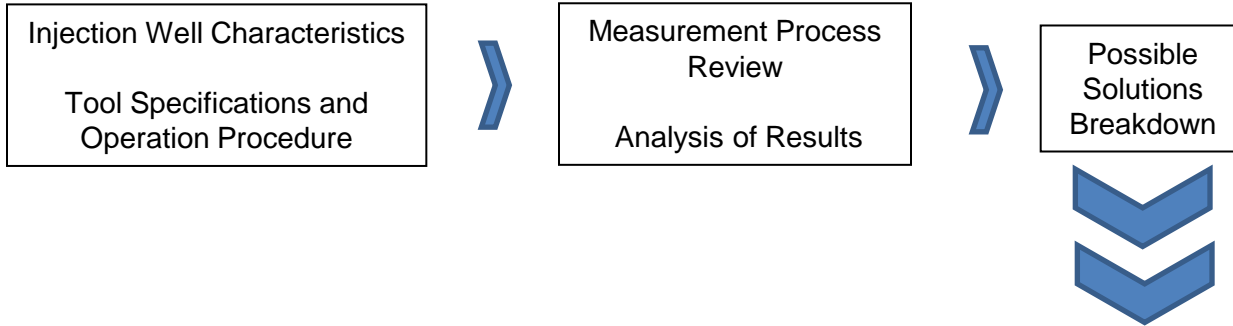 Injection Well Characteristics
Tool Specifications and
Operation Procedure
Measurement Process
Review
Analysis of Results
Possible
Solutions
Breakdown